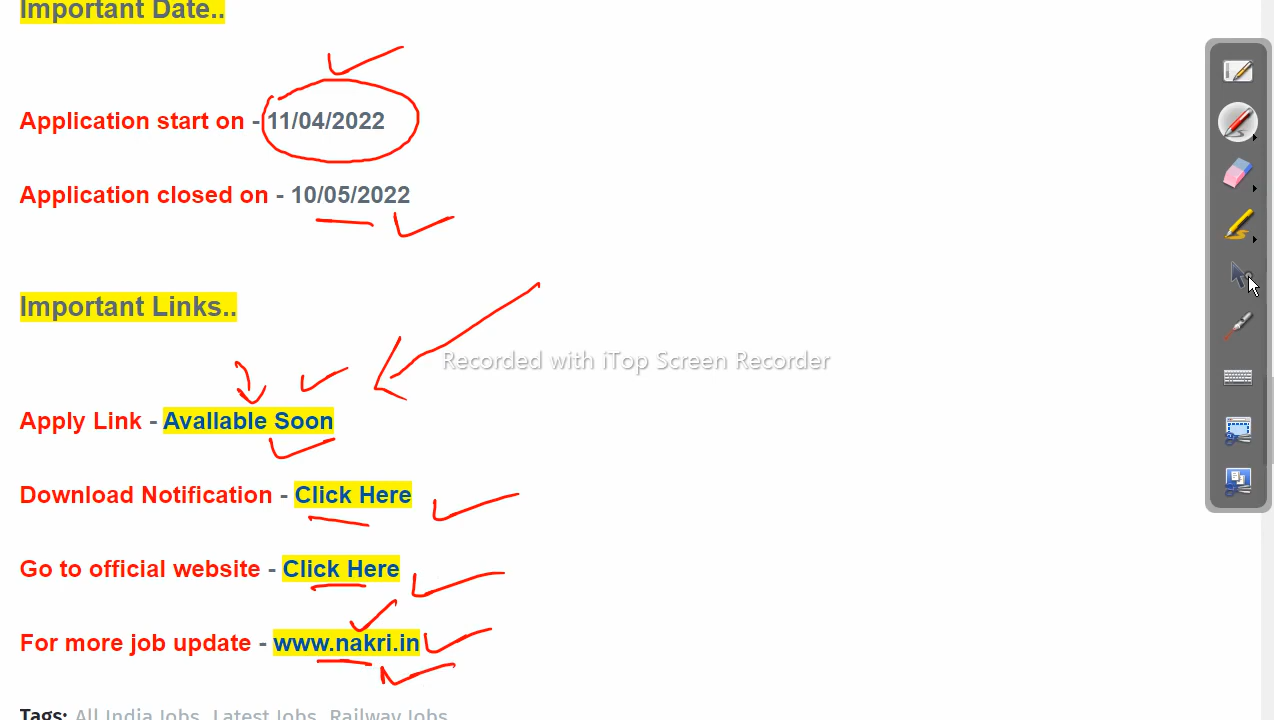 Important Date..
Application start on - 11/04/2022
Application closed on - 10/05/2022
Important Links..
Recorded with iTop Screen Recorder
Apply Link - Avallable Soon
Download Notification - Click Here
Go to official website - Click Here
For more job update - www.nakri.in
Tags: All India Jobs, Latest Jobs, Railway Jobs